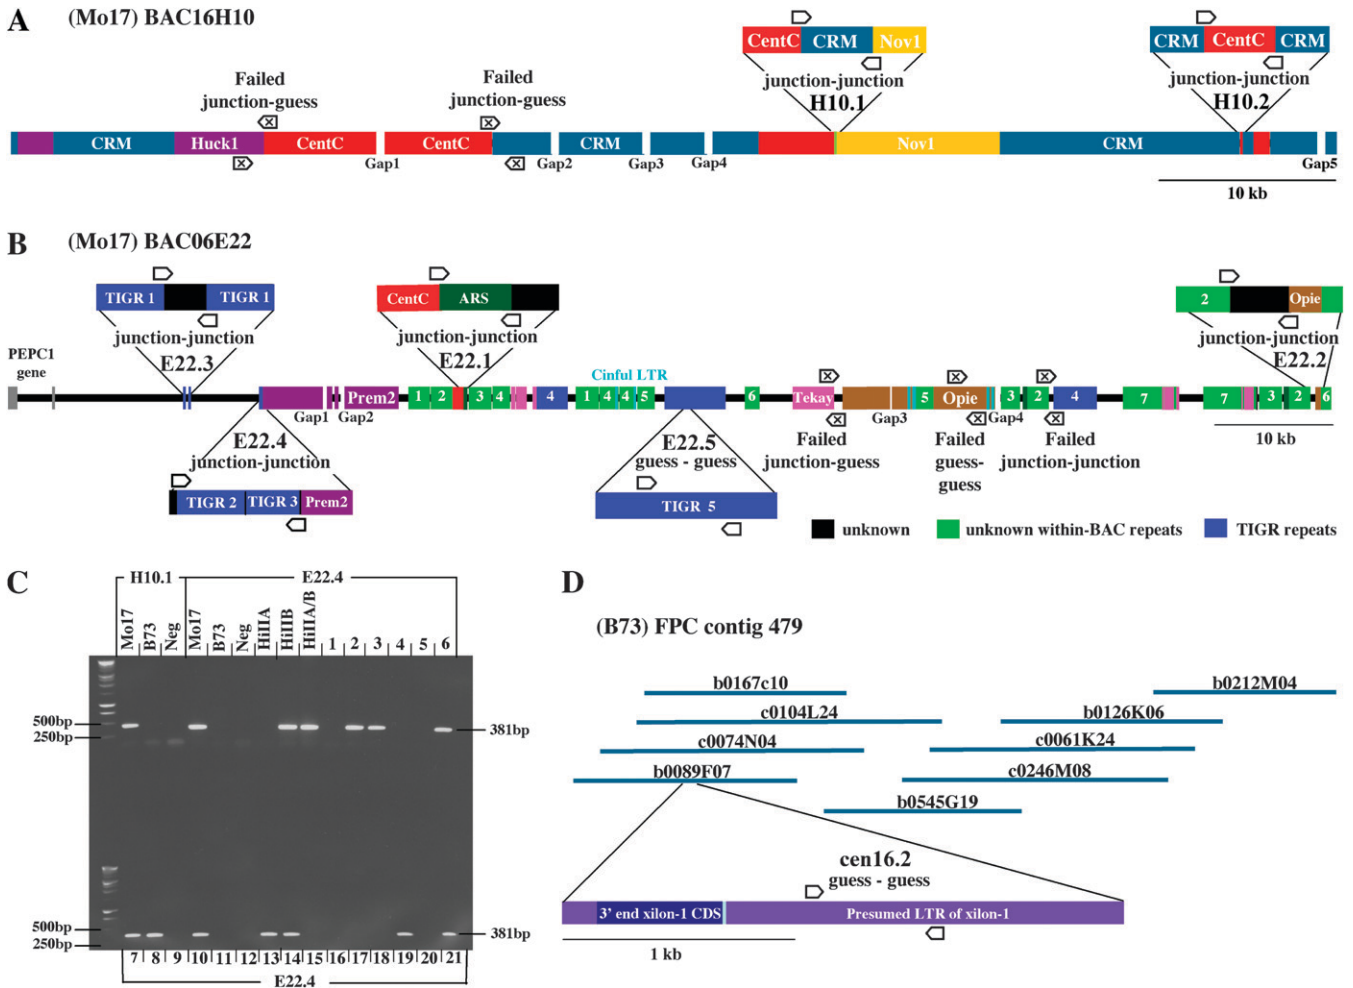 A
(Mo17) BAC16H10
CentC CRM Nov1
CRM CentC CRM
Failed
junction-guess
Failed
junction-guess
junction-junction
H10.1
junction-junction
H10.2
CRM Huck1 CentC CentC CRM Nov1 CRM
Gap1 Gap2 Gap3 Gap4 Gap5
10 kb
B
(Mo17) BAC06E22
TIGR 1 TIGR 1
CentC ARS
2 Opie
junction-junction
E22.3
junction-junction
E22.1
junction-junction
E22.2
PEPC1
gene
Cinful LTR
Prem2 1 2 3 4 4 1 4 4 5 6 Tekay 5 Opie 3 2 4 7 7 3 2 6
Gap1 Gap2 Gap3 Gap4
10 kb
E22.4
junction-junction
TIGR 2 TIGR 3 Prem2
E22.5
guess - guess
TIGR 5
Failed
junction-guess
Failed
guess-
guess
Failed
junction-junction
unknown
unknown within-BAC repeats
TIGR repeats
C
H10.1 E22.4
Mo17 B73 Neg Mo17 B73 Neg HiIIA HiIIB HiIIA/B 1 2 3 4 5 6
500bp
250bp
381bp
500bp
250bp
381bp
7 8 9 10 11 12 13 14 15 16 17 18 19 20 21
E22.4
D
(B73) FPC contig 479
b0167c10
b0212M04
c0104L24
b0126K06
c0074N04
c0061K24
b0089F07
c0246M08
b0545G19
cen16.2
guess - guess
3' end xilon-1 CDS Presumed LTR of xilon-1
1 kb